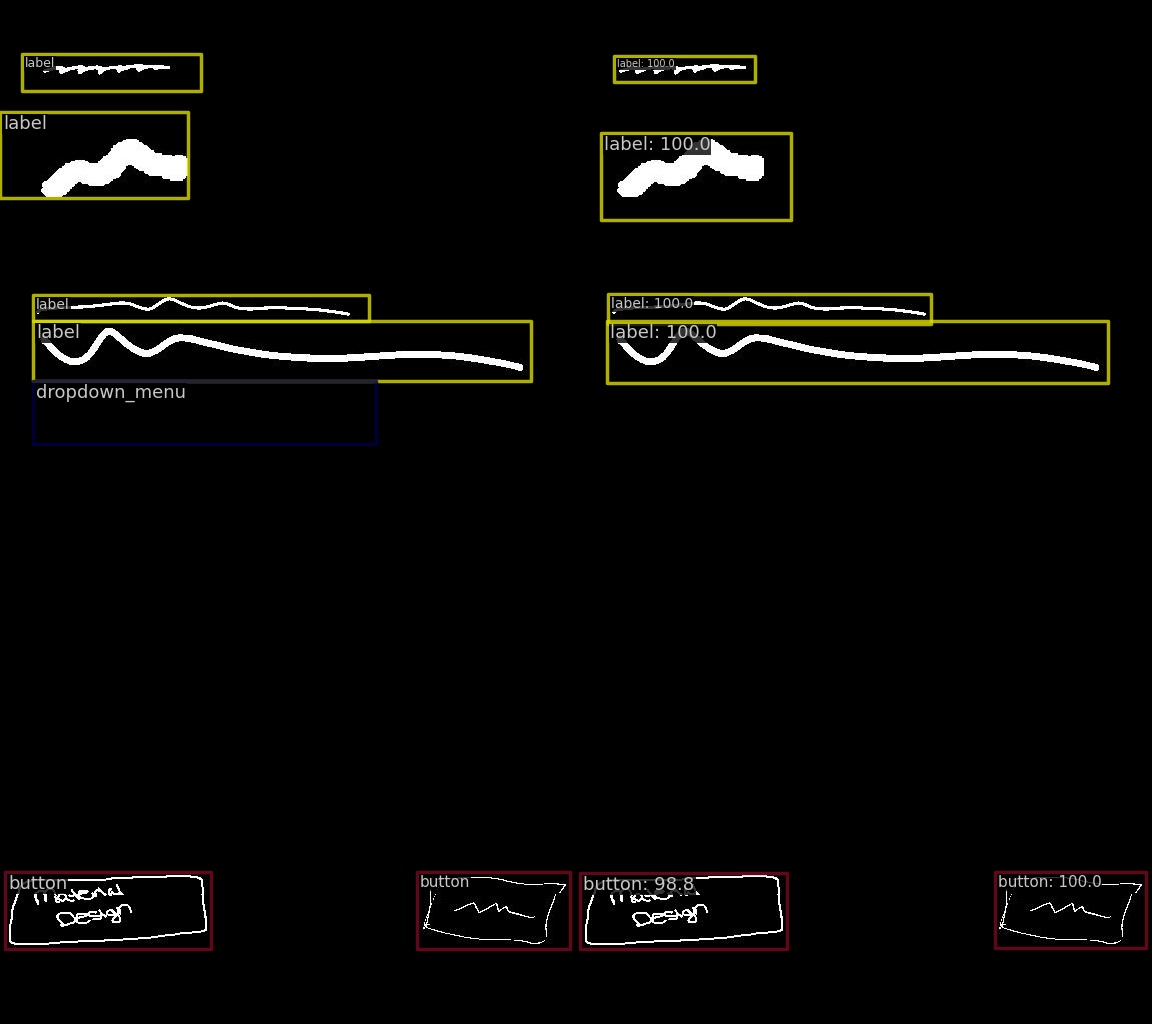 label
label: 100.0
label
label: 100.0
label
label: 100.0
label
label: 100.0
dropdown_menu
button
Material
Design
button
button: 98.8
Material
Design
button: 100.0